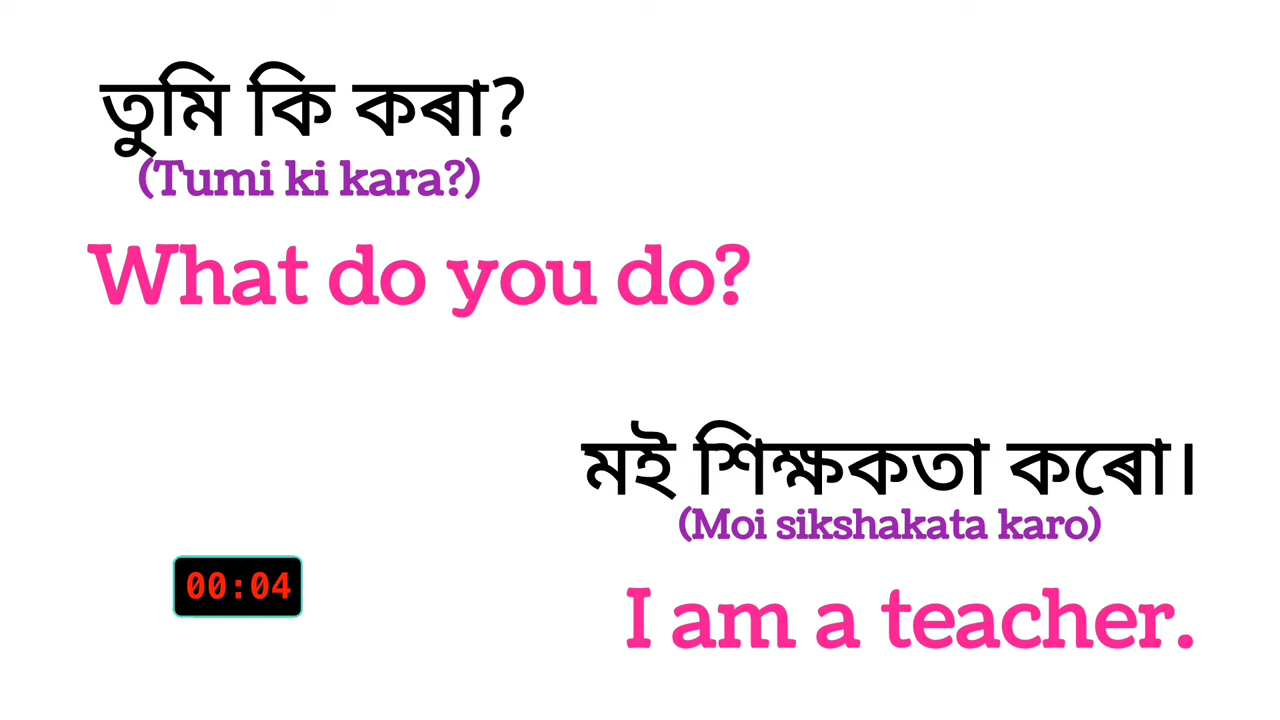 তুমি কি কৰা?
(Tumi ki kara?)
What do you do?
মই শিক্ষকতা কৰো।
(Moi sikshakata karo)
00:04
I am a teacher.